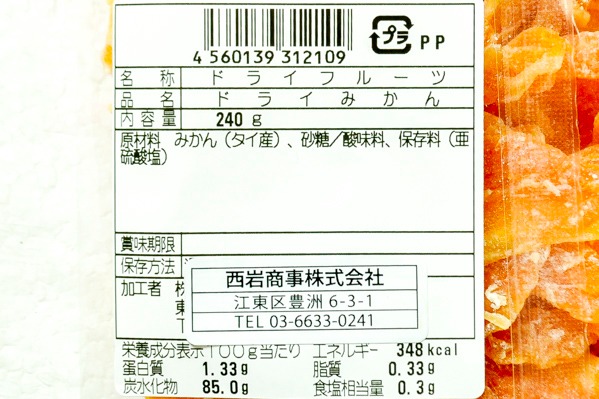 4 560139 312109
プラ PP
名称 ドライフルーツ
品名 ドライみかん
内容量 240g
原材料 みかん(タイ産)、砂糖/酸味料、保存料(亜
硫酸塩)
賞味期限
保存方法
加工者
西岩商事株式会社
江東区豊洲 6-3-1
TEL 03-6633-0241
栄養成分表示100g当たり エネルギー 348kcal
蛋白質 1.33g 脂質 0.33g
炭水化物 85.0g 食塩相当量 0.3g